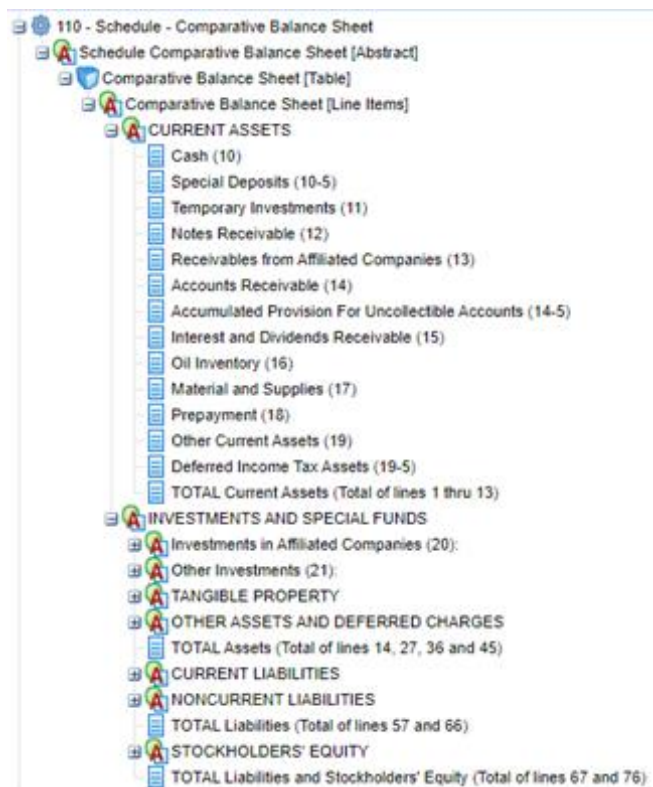 110 - Schedule - Comparative Balance Sheet
Schedule Comparative Balance Sheet [Abstract]
Comparative Balance Sheet [Table]
Comparative Balance Sheet [Line Items]
CURRENT ASSETS
Cash (10)
Special Deposits (10-5)
Temporary Investments (11)
Notes Receivable (12)
Receivables from Affiliated Companies (13)
Accounts Receivable (14)
Accumulated Provision For Uncollectible Accounts (14-5)
Interest and Dividends Receivable (15)
Oil Inventory (16)
Material and Supplies (17)
Prepayment (18)
Other Current Assets (19)
Deferred Income Tax Assets (19-5)
TOTAL Current Assets (Total of lines 1 thru 13)
INVESTMENTS AND SPECIAL FUNDS
Investments in Affiliated Companies (20):
Other Investments (21):
TANGIBLE PROPERTY
OTHER ASSETS AND DEFERRED CHARGES
TOTAL Assets (Total of lines 14, 27, 36 and 45)
CURRENT LIABILITIES
NONCURRENT LIABILITIES
TOTAL Liabilities (Total of lines 57 and 66)
STOCKHOLDERS' EQUITY
TOTAL Liabilities and Stockholders' Equity (Total of lines 67 and 76)